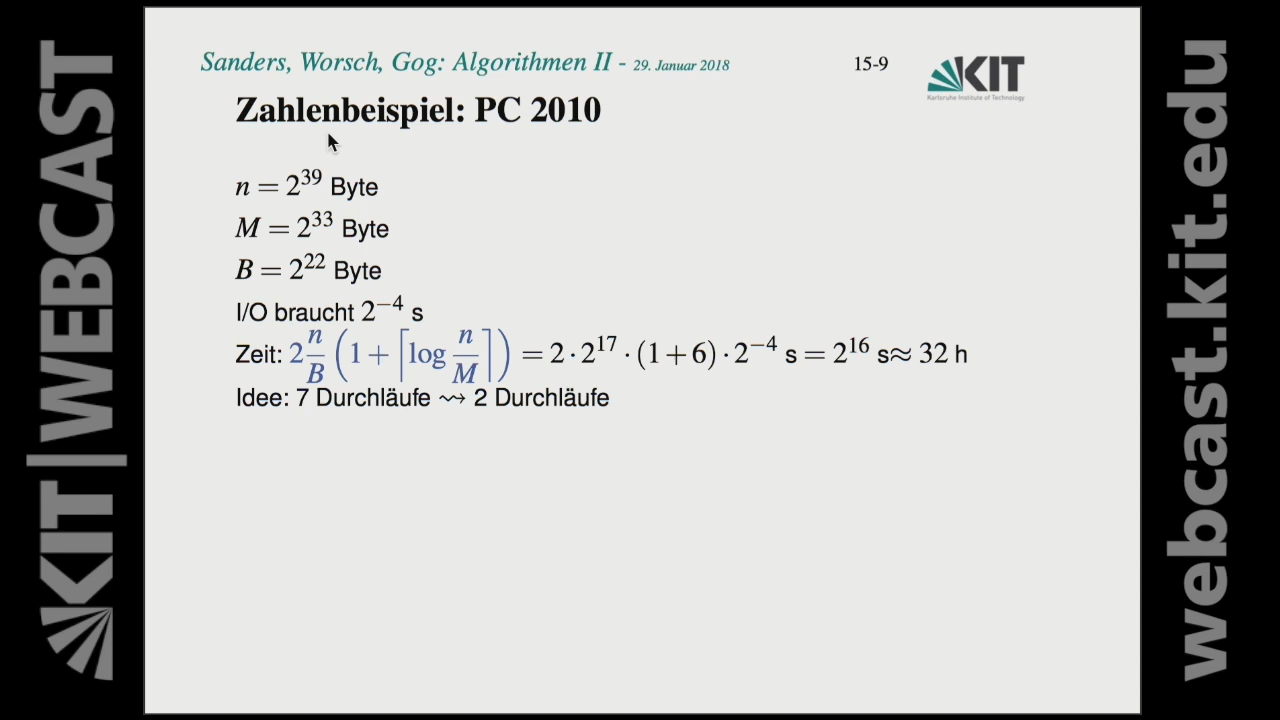 KIT|WEBCAST
Sanders, Worsch, Gog: Algorithmen II - 29. Januar 2018
15-9
KIT
Karlsruhe Institute of Technology
Zahlenbeispiel: PC 2010
n = 2^39 Byte
M = 2^33 Byte
B = 2^22 Byte
I/O braucht 2^−4 s
Zeit: 2 n/B (1 + ⌈log n/M⌉) = 2 · 2^17 · (1+6) · 2^−4 s = 2^16 s≈ 32 h
Idee: 7 Durchläufe ⇝ 2 Durchläufe
webcast.kit.edu